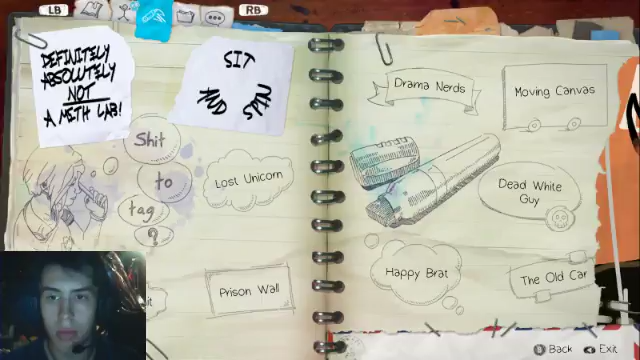 LB
RB
DEFINITELY
ABSOLUTELY
NOT
A METH LAB!
SIT
AND
Shit
to
tag
?
Lost Unicorn
Prison Wall
Drama Nerds
Moving Canvas
Dead White
Guy
Happy Brat
The Old Car
B Back
Exit